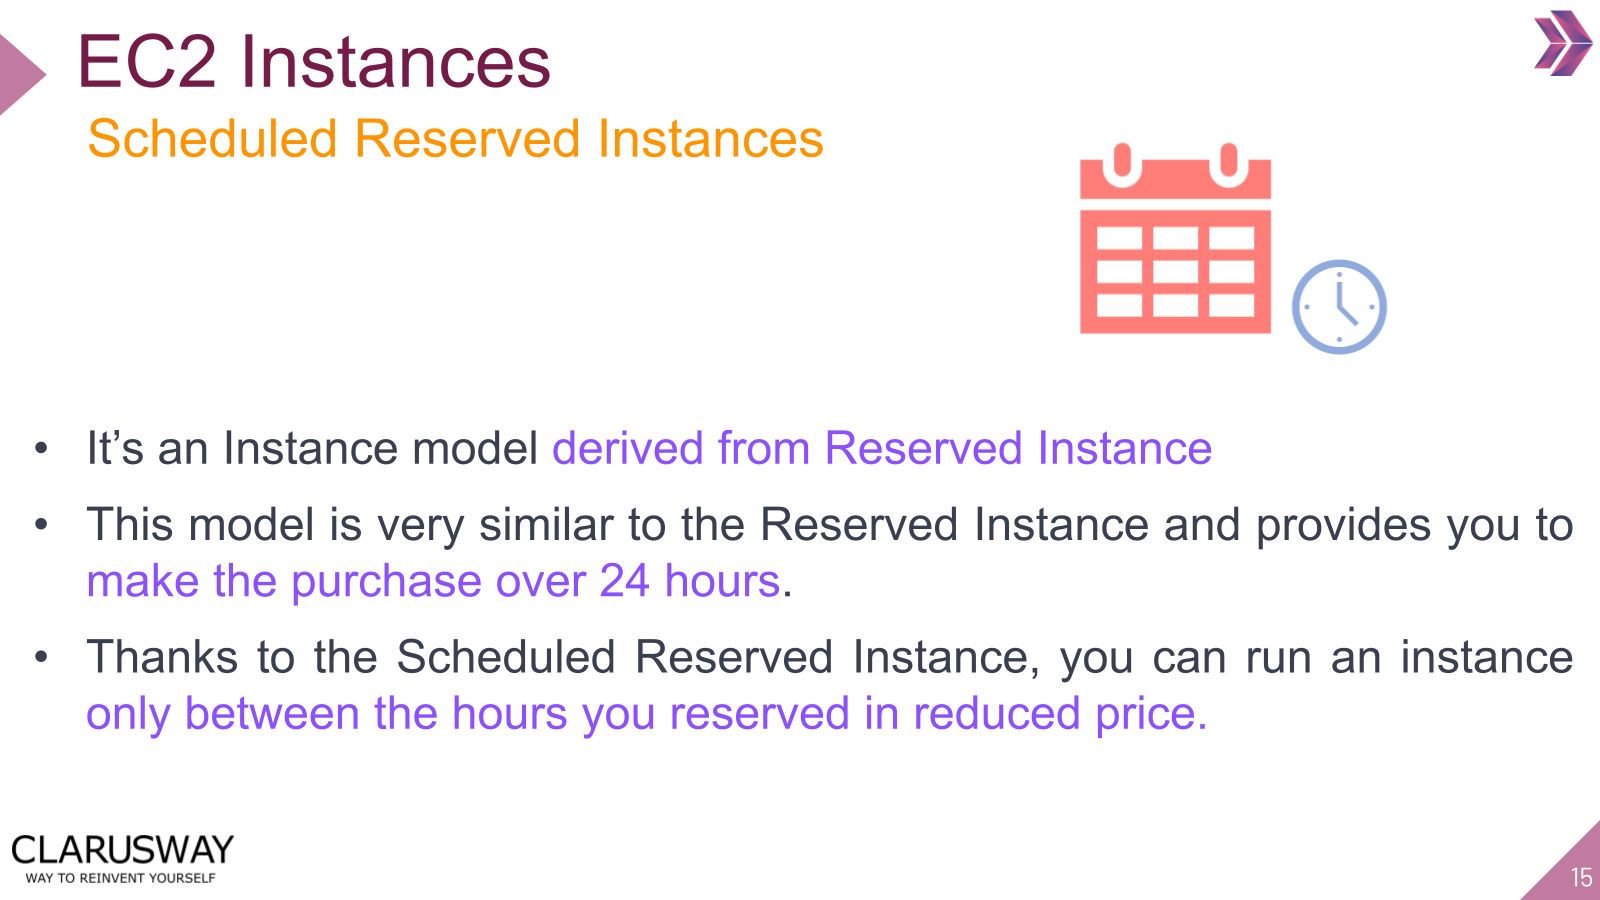 EC2 Instances
Scheduled Reserved Instances
• It’s an Instance model derived from Reserved Instance
• This model is very similar to the Reserved Instance and provides you to
make the purchase over 24 hours.
• Thanks to the Scheduled Reserved Instance, you can run an instance
only between the hours you reserved in reduced price.
CLARUSWAY
WAY TO REINVENT YOURSELF
15